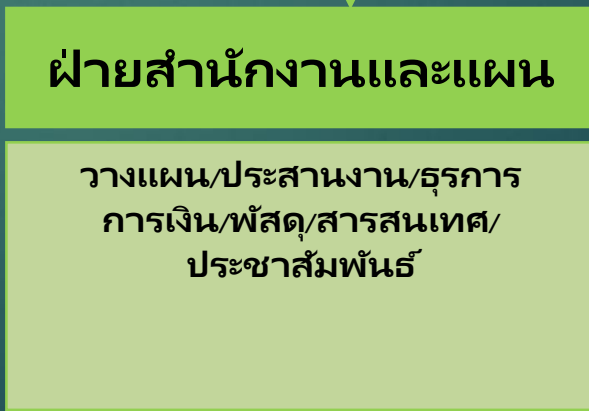 ฝ่ายสำนักงานและแผน
วางแผน/ประสานงาน/ธุรการ
การเงิน/พัสดุ/สารสนเทศ/
ประชาสัมพันธ์